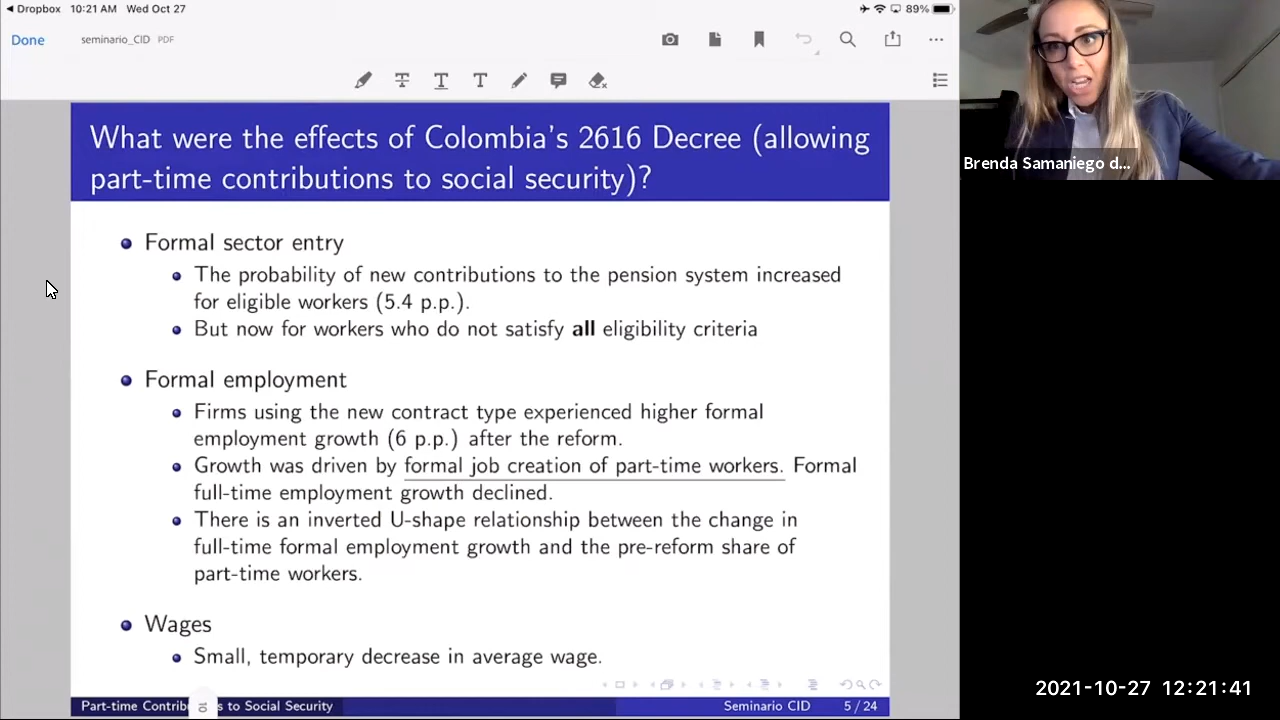 Dropbox 10:21 AM Wed Oct 27
89%
Done
seminario_CID PDF
What were the effects of Colombia's 2616 Decree (allowing
part-time contributions to social security)?
Formal sector entry
The probability of new contributions to the pension system increased
for eligible workers (5.4 p.p.).
But now for workers who do not satisfy all eligibility criteria
Formal employment
Firms using the new contract type experienced higher formal
employment growth (6 p.p.) after the reform.
Growth was driven by formal job creation of part-time workers. Formal
full-time employment growth declined.
There is an inverted U-shape relationship between the change in
full-time formal employment growth and the pre-reform share of
part-time workers.
Wages
Small, temporary decrease in average wage.
Part-time Contrib s to Social Security
10
Seminario CID
5 / 24
Brenda Samaniego d...
2021-10-27 12:21:41